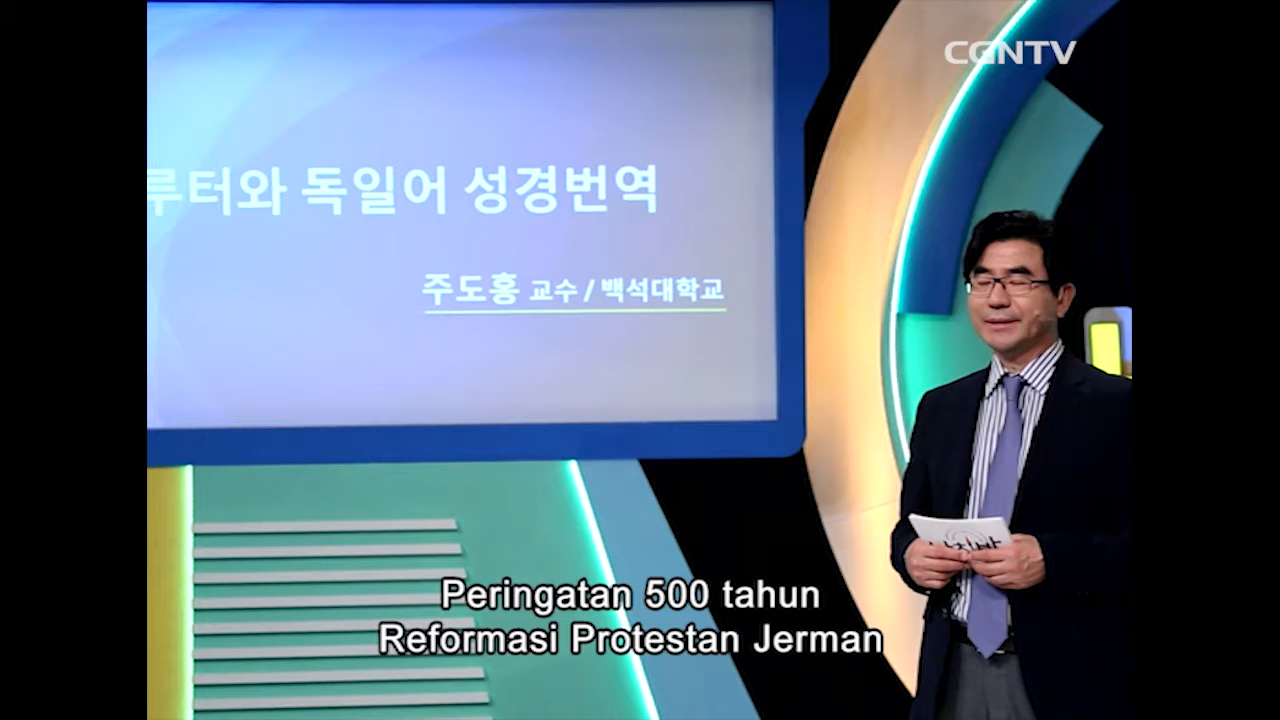 CGNTV
루터와 독일어 성경번역
주도홍 교수 / 백석대학교
Peringatan 500 tahun
Reformasi Protestan Jerman